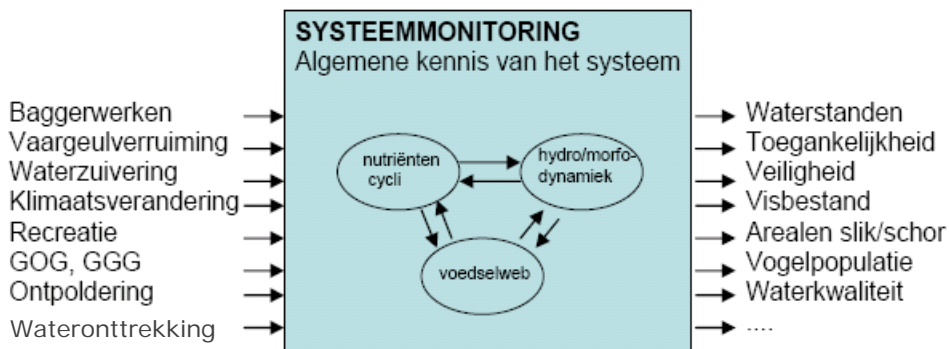 SYSTEEMMONITORING
Algemene kennis van het systeem
Baggerwerken
Vaargeulverruiming
Waterzuivering
Klimaatsverandering
Recreatie
GOG, GGG
Ontpoldering
Wateronttrekking
nutriënten
cycli
hydro/morfo-
dynamiek
voedselweb
Waterstanden
Toegankelijkheid
Veiligheid
Visbestand
Arealen slik/schor
Vogelpopulatie
Waterkwaliteit
....